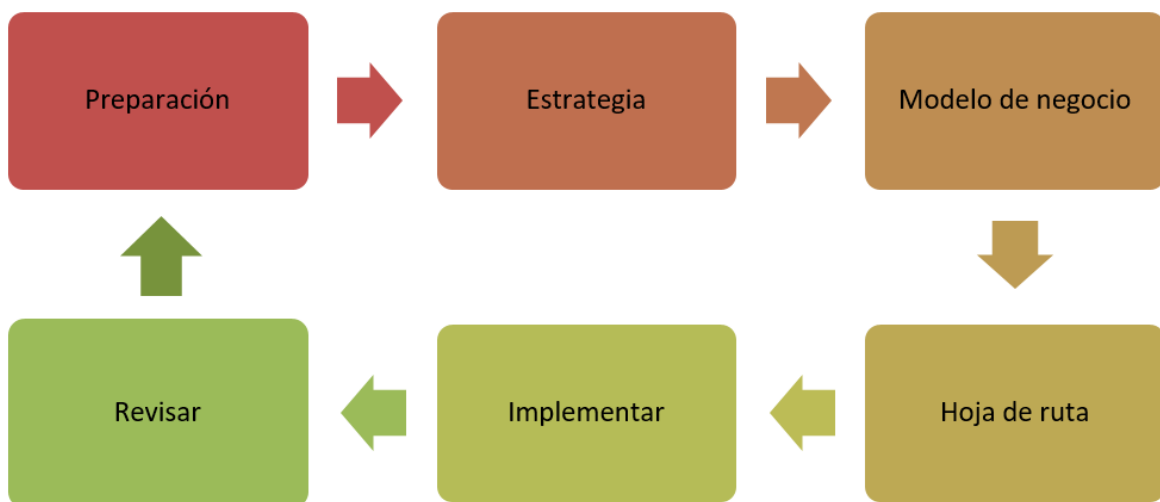 Preparación
Estrategia
Modelo de negocio
Revisar
Implementar
Hoja de ruta